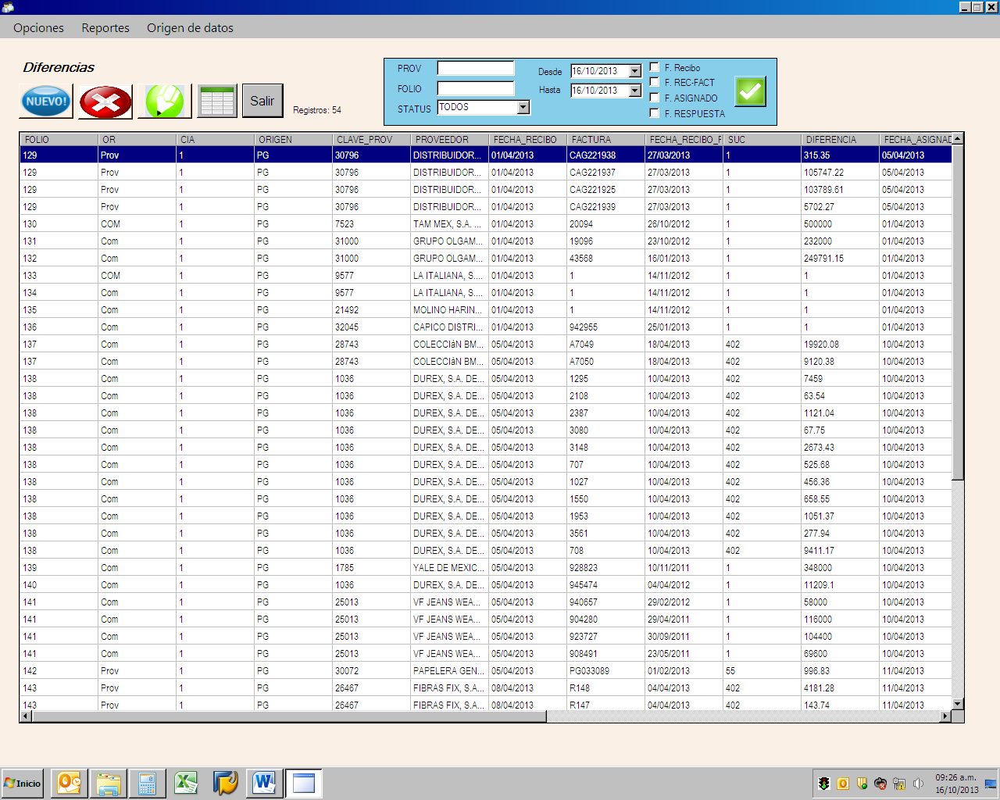 Opciones Reportes Origen de datos
Diferencias
NUEVO!
Salir
Registros: 54
PROV
FOLIO
STATUS TODOS
Desde 16/10/2013
Hasta 16/10/2013
F. Recibo
F. REC-FACT
F. ASIGNADO
F. RESPUESTA
FOLIO OR CIA ORIGEN CLAVE_PROV PROVEEDOR FECHA_RECIBO FACTURA FECHA_RECIBO_F SUC DIFERENCIA FECHA_ASIGNAD
129 Prov 1 PG 30796 DISTRIBUIDOR... 01/04/2013 CAG221938 27/03/2013 1 315.35 05/04/2013
129 Prov 1 PG 30796 DISTRIBUIDOR... 01/04/2013 CAG221937 27/03/2013 1 105747.22 05/04/2013
129 Prov 1 PG 30796 DISTRIBUIDOR... 01/04/2013 CAG221925 27/03/2013 1 103789.61 05/04/2013
129 Prov 1 PG 30796 DISTRIBUIDOR... 01/04/2013 CAG221939 27/03/2013 1 5702.27 05/04/2013
130 COM 1 PG 7523 TAM MEX, S.A. ... 01/04/2013 20094 26/10/2012 1 500000 01/04/2013
131 Com 1 PG 31000 GRUPO OLGAM... 01/04/2013 19096 23/10/2012 1 232000 01/04/2013
132 Com 1 PG 31000 GRUPO OLGAM... 01/04/2013 43568 16/01/2013 1 249791.15 01/04/2013
133 COM 1 PG 9577 LA ITALIANA, S.... 01/04/2013 1 14/11/2012 1 1 01/04/2013
134 Com 1 PG 9577 LA ITALIANA, S.... 01/04/2013 1 14/11/2012 1 1 01/04/2013
135 Com 1 PG 21492 MOLINO HARIN... 01/04/2013 1 14/11/2012 1 1 01/04/2013
136 Com 1 PG 32045 CAPICO DISTRI... 01/04/2013 942955 25/01/2013 1 1 01/04/2013
137 Com 1 PG 28743 COLECCIàN BM... 05/04/2013 A7049 18/04/2013 402 19920.08 10/04/2013
137 Com 1 PG 28743 COLECCIàN BM... 05/04/2013 A7050 18/04/2013 402 9120.38 10/04/2013
138 Com 1 PG 1036 DUREX, S.A. DE... 05/04/2013 1295 10/04/2013 402 7459 10/04/2013
138 Com 1 PG 1036 DUREX, S.A. DE... 05/04/2013 2108 10/04/2013 402 63.54 10/04/2013
138 Com 1 PG 1036 DUREX, S.A. DE... 05/04/2013 2387 10/04/2013 402 1121.04 10/04/2013
138 Com 1 PG 1036 DUREX, S.A. DE... 05/04/2013 3080 10/04/2013 402 67.75 10/04/2013
138 Com 1 PG 1036 DUREX, S.A. DE... 05/04/2013 3148 10/04/2013 402 2673.43 10/04/2013
138 Com 1 PG 1036 DUREX, S.A. DE... 05/04/2013 707 10/04/2013 402 525.68 10/04/2013
138 Com 1 PG 1036 DUREX, S.A. DE... 05/04/2013 1027 10/04/2013 402 456.36 10/04/2013
138 Com 1 PG 1036 DUREX, S.A. DE... 05/04/2013 1550 10/04/2013 402 658.55 10/04/2013
138 Com 1 PG 1036 DUREX, S.A. DE... 05/04/2013 1953 10/04/2013 402 1051.37 10/04/2013
138 Com 1 PG 1036 DUREX, S.A. DE... 05/04/2013 3561 10/04/2013 402 277.94 10/04/2013
138 Com 1 PG 1036 DUREX, S.A. DE... 05/04/2013 708 10/04/2013 402 9411.17 10/04/2013
139 Com 1 PG 1785 YALE DE MEXIC... 05/04/2013 928823 10/11/2011 1 348000 10/04/2013
140 Com 1 PG 1036 DUREX, S.A. DE... 05/04/2013 945474 04/04/2012 1 11209.1 10/04/2013
141 Com 1 PG 25013 VF JEANS WEA... 05/04/2013 940657 29/02/2012 1 58000 10/04/2013
141 Com 1 PG 25013 VF JEANS WEA... 05/04/2013 904280 29/04/2011 1 116000 10/04/2013
141 Com 1 PG 25013 VF JEANS WEA... 05/04/2013 923727 30/09/2011 1 104400 10/04/2013
141 Com 1 PG 25013 VF JEANS WEA... 05/04/2013 908491 23/05/2011 1 69600 10/04/2013
142 Prov 1 PG 30072 PAPELERA GEN... 05/04/2013 PG033089 01/02/2013 55 996.83 11/04/2013
143 Prov 1 PG 26467 FIBRAS FIX, S.A... 08/04/2013 R148 04/04/2013 402 4181.28 11/04/2013
143 Prov 1 PG 26467 FIBRAS FIX, S.A... 08/04/2013 R147 04/04/2013 402 143.74 11/04/2013
Inicio
09:26 a.m.
16/10/2013